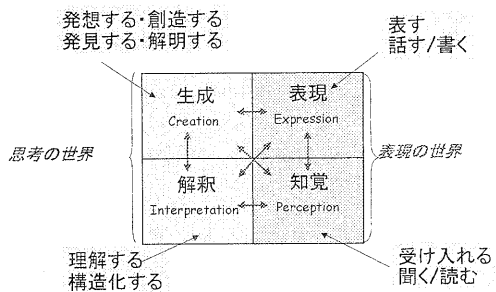 発想する・創造する
発見する・解明する
表す
話す/書く
生成
Creation
表現
Expression
思考の世界
表現の世界
解釈
Interpretation
知覚
Perception
理解する
構造化する
受け入れる
聞く/読む